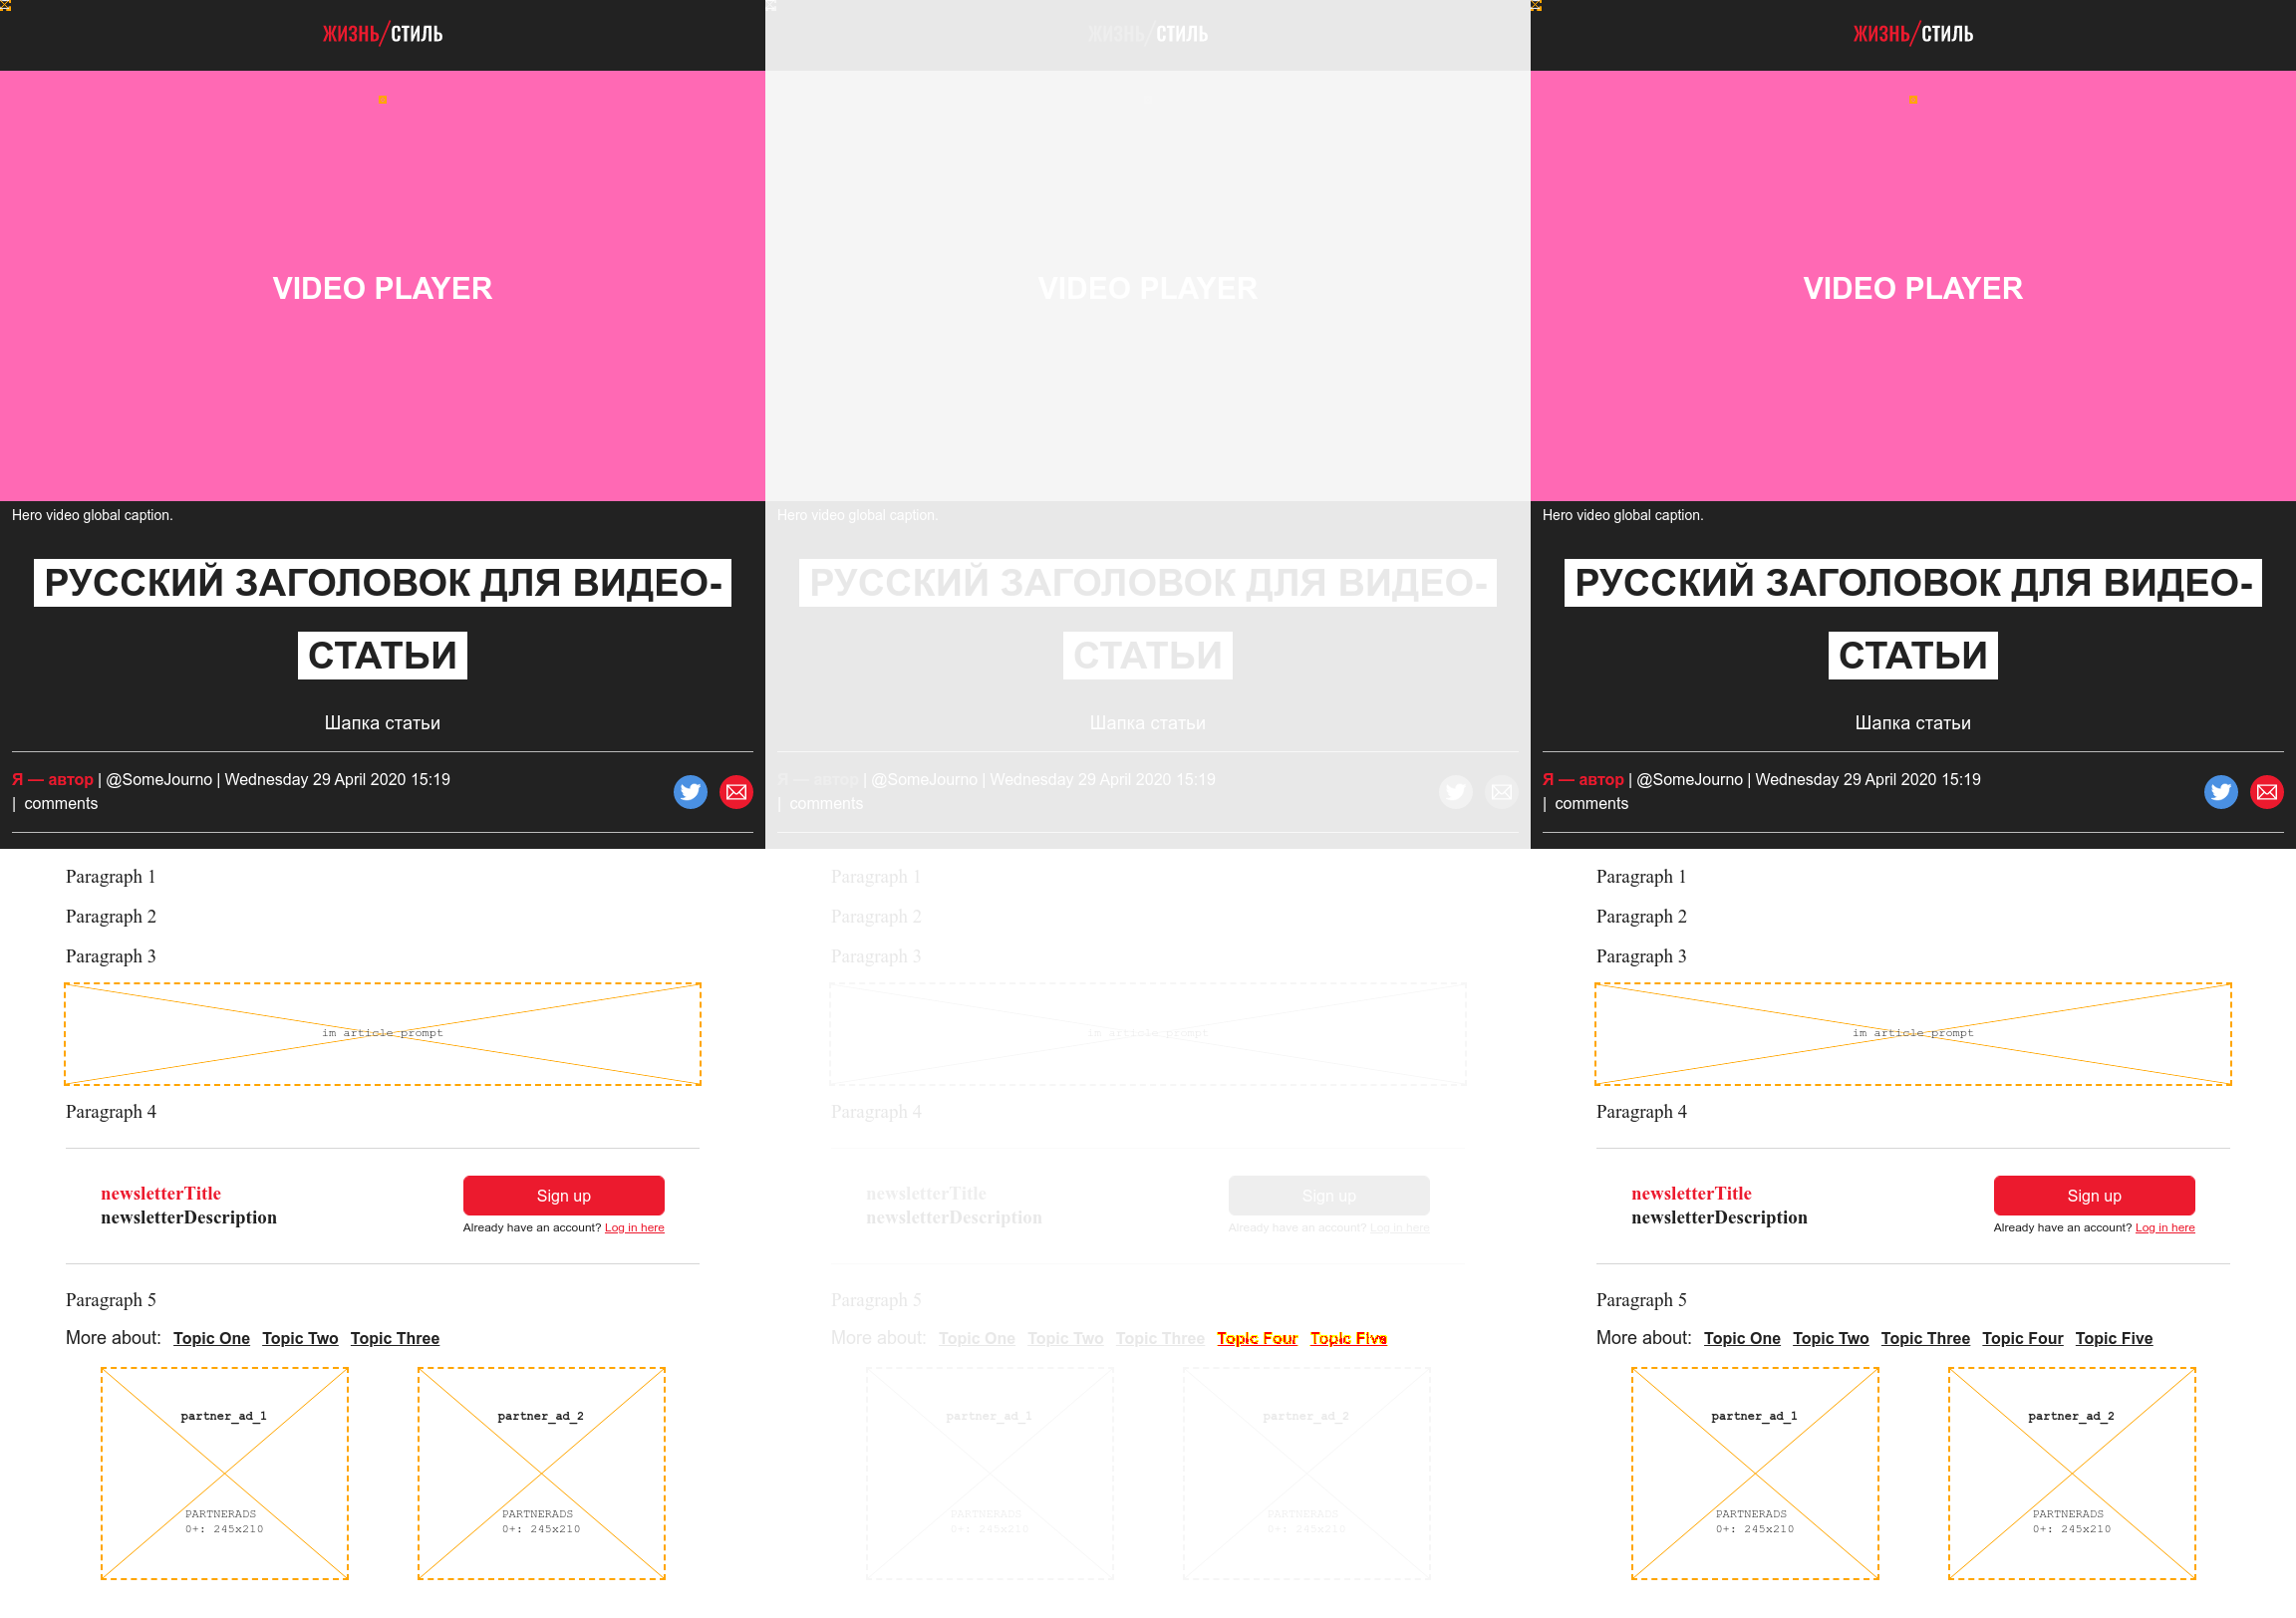 ЖИЗНЬ/СТИЛЬ
VIDEO PLAYER
Hero video global caption.
РУССКИЙ ЗАГОЛОВОК ДЛЯ ВИДЕО-
СТАТЬИ
Шапка статьи
Я — автор | @SomeJourno | Wednesday 29 April 2020 15:19
| comments
Paragraph 1
Paragraph 2
Paragraph 3
im article prompt
Paragraph 4
newsletterTitle
newsletterDescription
Sign up
Already have an account? Log in here
Paragraph 5
More about: Topic One Topic Two Topic Three
partner_ad_1
PARTNERADS
0+: 245x210
partner_ad_2
PARTNERADS
0+: 245x210
ЖИЗНЬ/СТИЛЬ
VIDEO PLAYER
Hero video global caption.
РУССКИЙ ЗАГОЛОВОК ДЛЯ ВИДЕО-
СТАТЬИ
Шапка статьи
Я — автор | @SomeJourno | Wednesday 29 April 2020 15:19
| comments
Paragraph 1
Paragraph 2
Paragraph 3
im article prompt
Paragraph 4
newsletterTitle
newsletterDescription
Sign up
Already have an account? Log in here
Paragraph 5
More about: Topic One Topic Two Topic Three Topic Four Topic Five
partner_ad_1
PARTNERADS
0+: 245x210
partner_ad_2
PARTNERADS
0+: 245x210
ЖИЗНЬ/СТИЛЬ
VIDEO PLAYER
Hero video global caption.
РУССКИЙ ЗАГОЛОВОК ДЛЯ ВИДЕО-
СТАТЬИ
Шапка статьи
Я — автор | @SomeJourno | Wednesday 29 April 2020 15:19
| comments
Paragraph 1
Paragraph 2
Paragraph 3
im article prompt
Paragraph 4
newsletterTitle
newsletterDescription
Sign up
Already have an account? Log in here
Paragraph 5
More about: Topic One Topic Two Topic Three Topic Four Topic Five
partner_ad_1
PARTNERADS
0+: 245x210
partner_ad_2
PARTNERADS
0+: 245x210